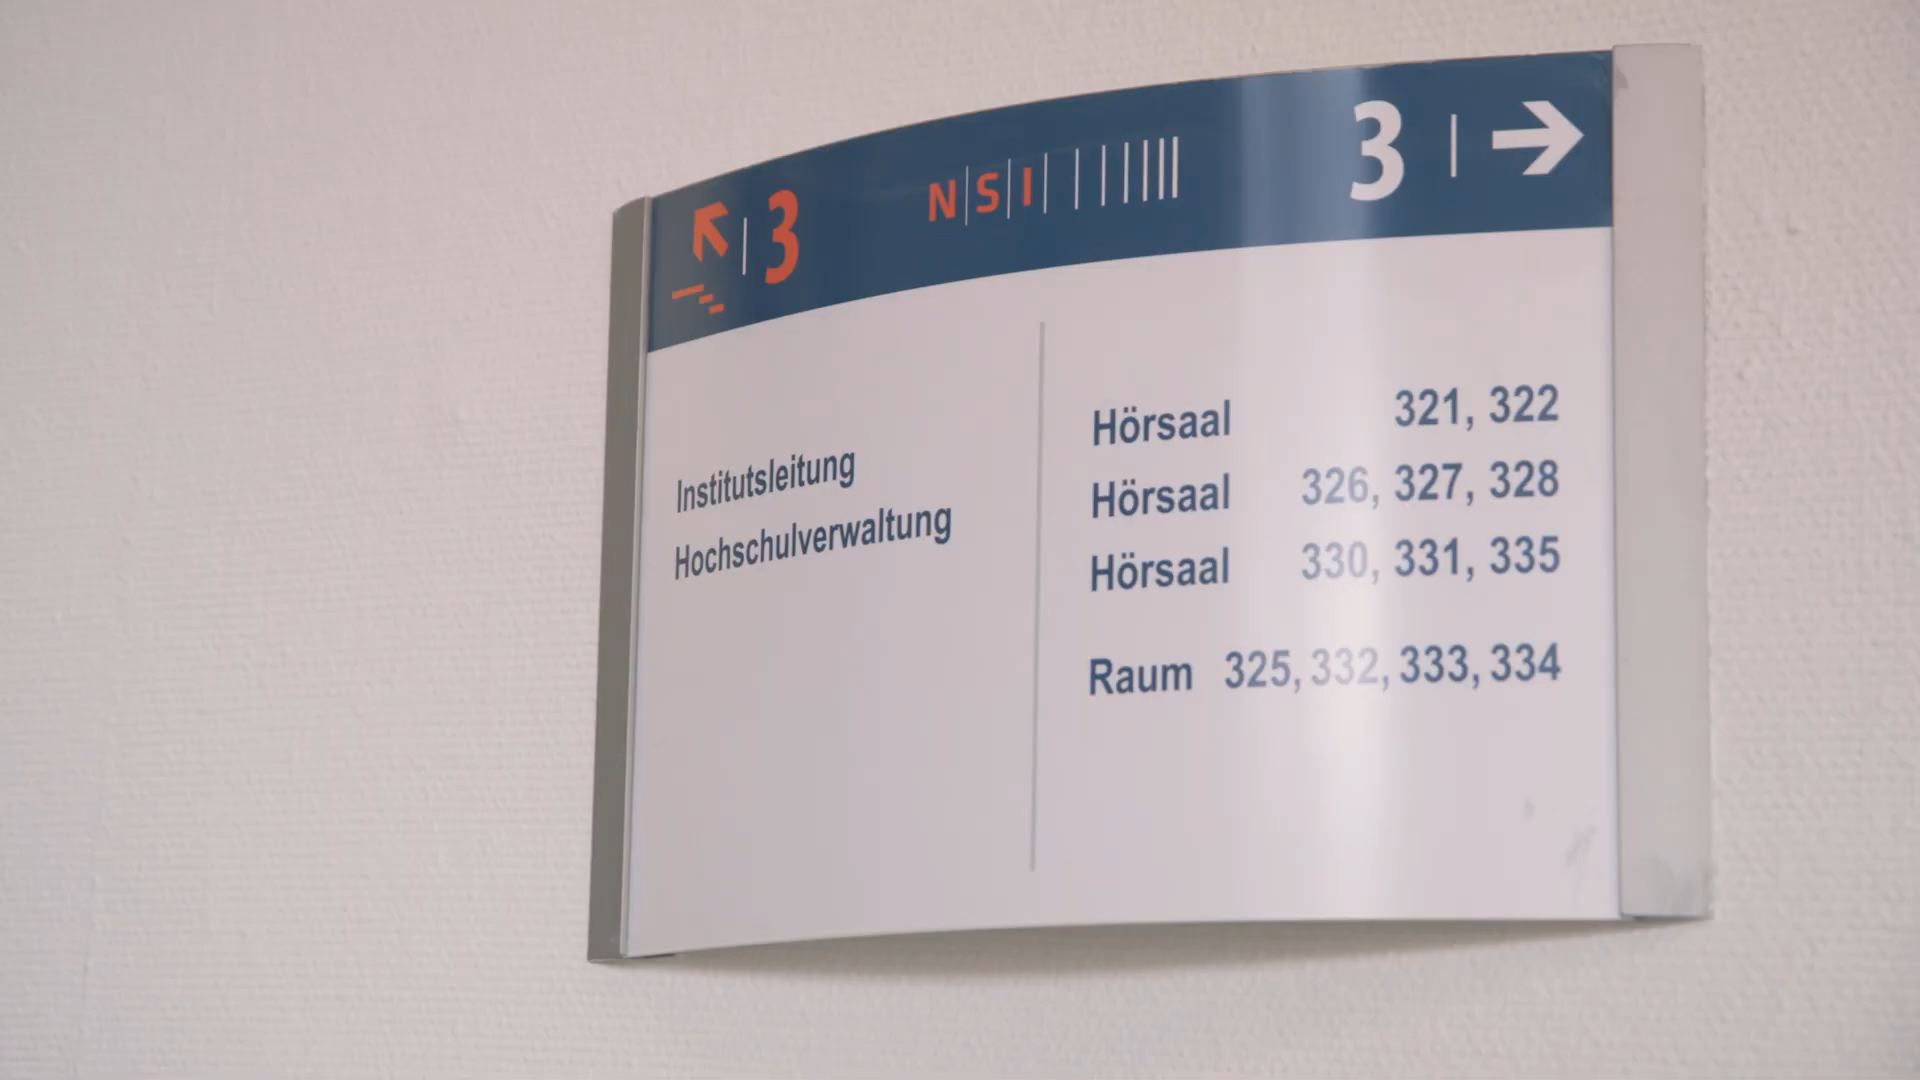 3
N|S|I
3
Institutsleitung
Hochschulverwaltung
Hörsaal 321, 322
Hörsaal 326, 327, 328
Hörsaal 330, 331, 335
Raum 325, 332, 333, 334